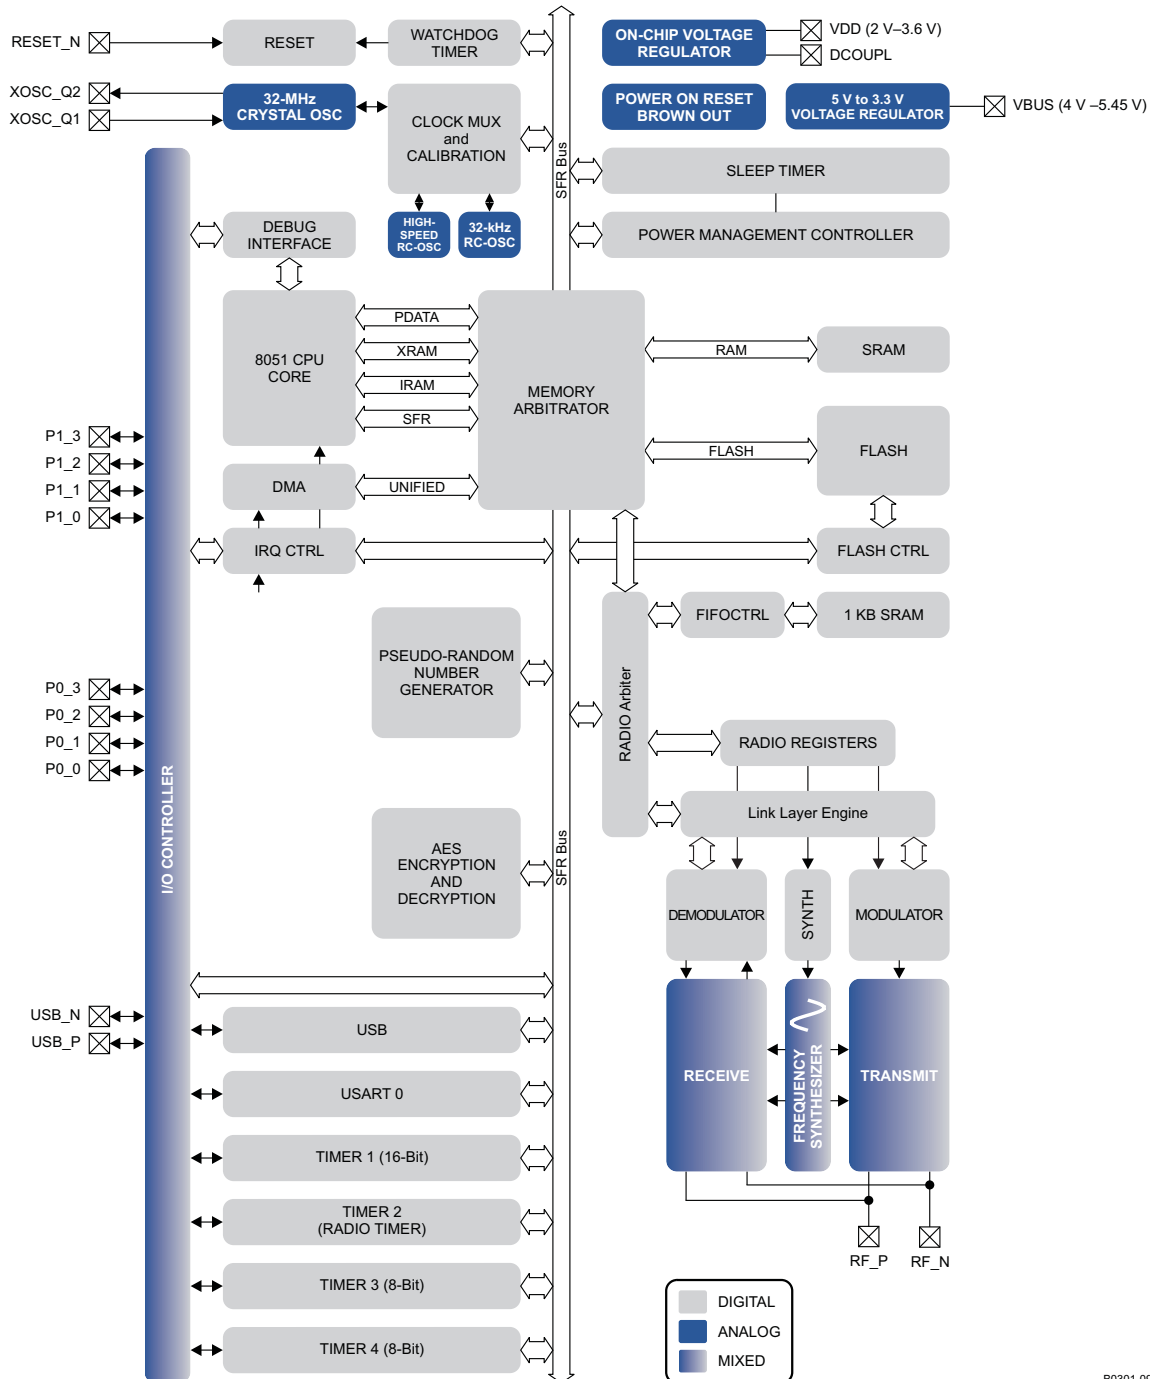 RESET_N
RESET
WATCHDOG
TIMER
ON-CHIP VOLTAGE
REGULATOR
VDD (2 V–3.6 V)
DCOUPL
XOSC_Q2
XOSC_Q1
32-MHz
CRYSTAL OSC
CLOCK MUX
and
CALIBRATION
POWER ON RESET
BROWN OUT
5 V to 3.3 V
VOLTAGE REGULATOR
VBUS (4 V –5.45 V)
SFR Bus
SLEEP TIMER
HIGH-
SPEED
RC-OSC
32-kHz
RC-OSC
POWER MANAGEMENT CONTROLLER
DEBUG
INTERFACE
8051 CPU
CORE
PDATA
XRAM
IRAM
SFR
MEMORY
ARBITRATOR
RAM
SRAM
FLASH
FLASH
P1_3
P1_2
P1_1
P1_0
DMA
UNIFIED
IRQ CTRL
FLASH CTRL
FIFOCTRL
1 KB SRAM
PSEUDO-RANDOM
NUMBER
GENERATOR
RADIO Arbiter
P0_3
P0_2
P0_1
P0_0
RADIO REGISTERS
Link Layer Engine
I/O CONTROLLER
AES
ENCRYPTION
AND
DECRYPTION
SFR Bus
DEMODULATOR
SYNTH
MODULATOR
USB_N
USB_P
USB
USART 0
TIMER 1 (16-Bit)
TIMER 2
(RADIO TIMER)
TIMER 3 (8-Bit)
TIMER 4 (8-Bit)
RECEIVE
FREQUENCY
SYNTHESIZER
TRANSMIT
RF_P
RF_N
DIGITAL
ANALOG
MIXED